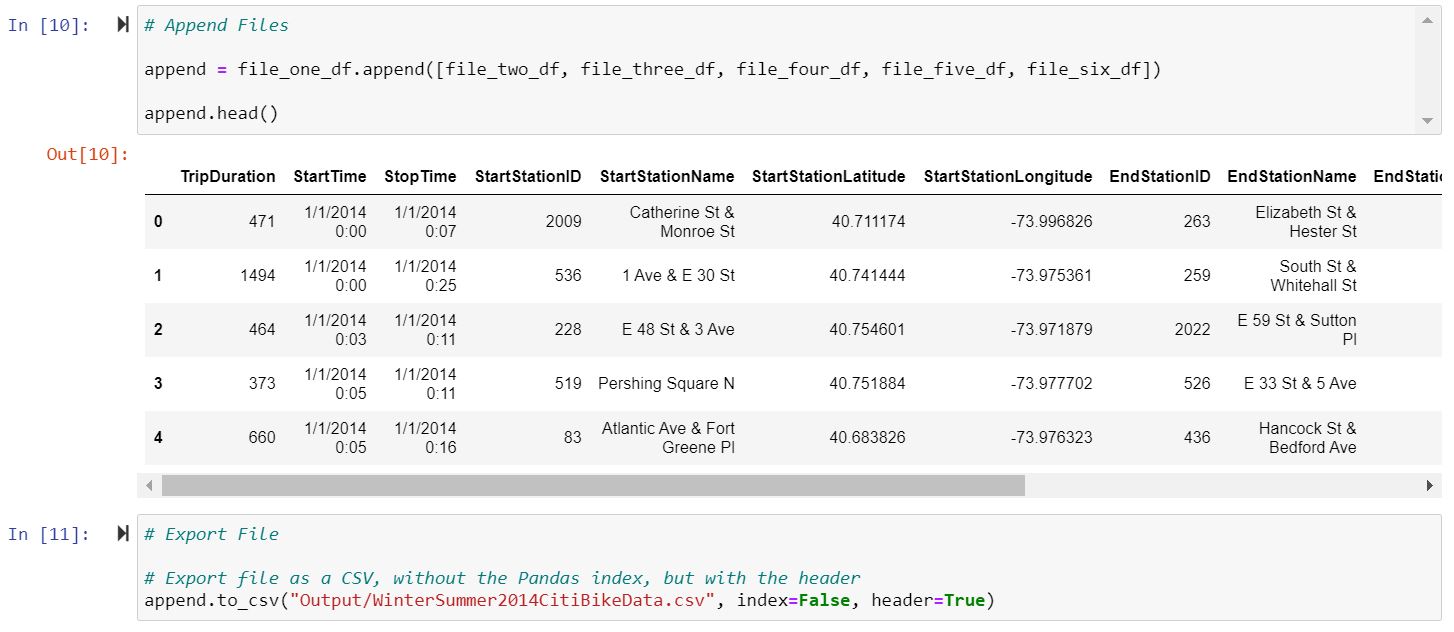 In [10]:
# Append Files
append = file_one_df.append([file_two_df, file_three_df, file_four_df, file_five_df, file_six_df])
append.head()
Out[10]:
TripDuration StartTime StopTime StartStationID StartStationName StartStationLatitude StartStationLongitude EndStationID EndStationName EndStatio
0 471 1/1/2014 0:00 1/1/2014 0:07 2009 Catherine St & Monroe St 40.711174 -73.996826 263 Elizabeth St & Hester St
1 1494 1/1/2014 0:00 1/1/2014 0:25 536 1 Ave & E 30 St 40.741444 -73.975361 259 South St & Whitehall St
2 464 1/1/2014 0:03 1/1/2014 0:11 228 E 48 St & 3 Ave 40.754601 -73.971879 2022 E 59 St & Sutton Pl
3 373 1/1/2014 0:05 1/1/2014 0:11 519 Pershing Square N 40.751884 -73.977702 526 E 33 St & 5 Ave
4 660 1/1/2014 0:05 1/1/2014 0:16 83 Atlantic Ave & Fort Greene Pl 40.683826 -73.976323 436 Hancock St & Bedford Ave
In [11]:
# Export File
# Export file as a CSV, without the Pandas index, but with the header
append.to_csv("Output/WinterSummer2014CitiBikeData.csv", index=False, header=True)